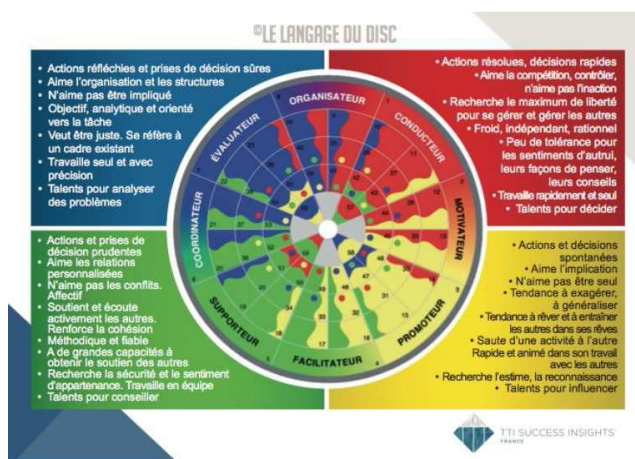 ©LE LANGAGE DU DISC
• Actions réfléchies et prises de décision sûres
• Aime l'organisation et les structures
• N'aime pas être impliqué
• Objectif, analytique et orienté
vers la tâche
• Veut être juste. Se réfère à
un cadre existant
• Travaille seul et avec
précision
• Talents pour analyser
des problèmes
• Actions résolues, décisions rapides
• Aime la compétition, contrôler,
n'aime pas l'inaction
• Recherche le maximum de liberté
pour se gérer et gérer les autres
• Froid, indépendant, rationnel
• Peu de tolérance pour
les sentiments d'autrui,
leurs façons de penser,
leurs conseils
• Travaille rapidement et seul
• Talents pour décider
ORGANISATEUR
CONDUCTEUR
MOTIVATEUR
PROMOTEUR
FACILITATEUR
SUPPORTEUR
COORDINATEUR
ÉVALUATEUR
• Actions et prises de
décision prudentes
• Aime les relations
personnalisées
• N'aime pas les conflits.
Affectif
• Soutient et écoute
activement les autres.
Renforce la cohésion
• Méthodique et fiable
• A de grandes capacités à
obtenir le soutien des autres
• Recherche la sécurité et le sentiment
d'appartenance. Travaille en équipe
• Talents pour conseiller
• Actions et décisions
spontanées
• Aime l'implication
• N'aime pas être seul
• Tendance à exagérer,
à généraliser
• Tendance à rêver et à entraîner
les autres dans ses rêves
• Saute d'une activité à l'autre
Rapide et animé dans son travail
avec les autres
• Recherche l'estime, la reconnaissance
• Talents pour influencer
TTI SUCCESS INSIGHTS
FRANCE